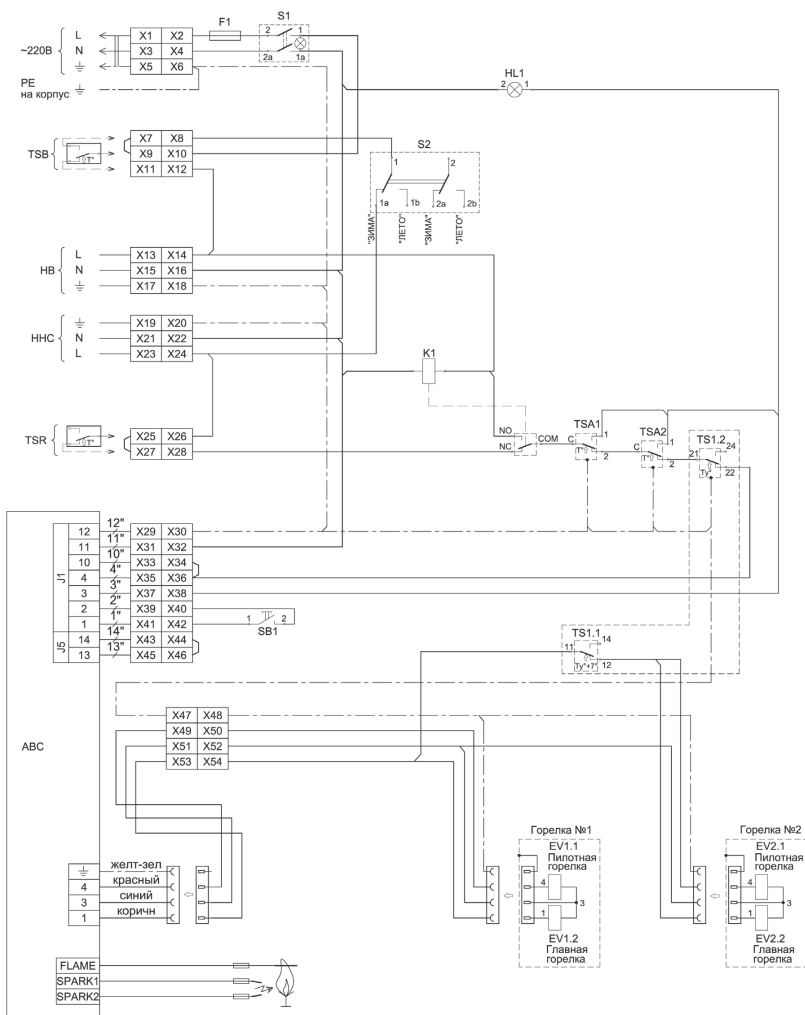 ~220В
L
N
X1 X2
X3 X4
X5 X6
F1
S1
2 1
2a 1a
PE
на корпус
HL1
2 1
TSB
T°
X7 X8
X9 X10
X11 X12
S2
1 2
1a 1b 2a 2b
"ЗИМА" "ЛЕТО" "ЗИМА" "ЛЕТО"
НВ
L
N
X13 X14
X15 X16
X17 X18
ННС
N
L
X19 X20
X21 X22
X23 X24
K1
NO
NC
COM
TSA1
C 1
T° 2
TSA2
C 1
T° 2
TS1.2
21 24
22
Ty°
TSR
T°
X25 X26
X27 X28
J1
12 12" X29 X30
11 11" X31 X32
10 10" X33 X34
4 4" X35 X36
3 3" X37 X38
2 2" X39 X40
1 1" X41 X42
J5
14 14" X43 X44
13 13" X45 X46
1 2
SB1
TS1.1
11 14
12
Ty°+7°
X47 X48
X49 X50
X51 X52
X53 X54
ABC
желт-зел
4 красный
3 синий
1 коричн
Горелка №1
EV1.1
Пилотная
горелка
4
3
1
EV1.2
Главная
горелка
Горелка №2
EV2.1
Пилотная
горелка
4
3
1
EV2.2
Главная
горелка
FLAME
SPARK1
SPARK2